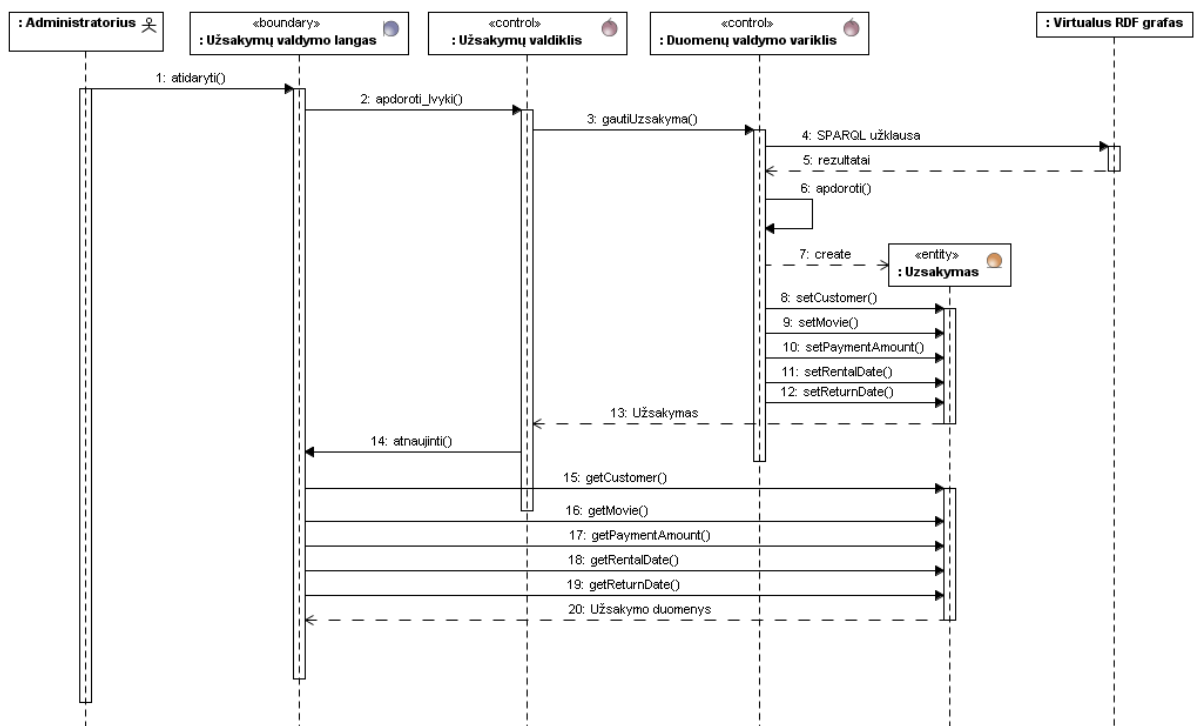 : Administratorius
«boundary»
: Užsakymų valdymo langas
«control»
: Užsakymų valdiklis
«control»
: Duomenų valdymo variklis
: Virtualus RDF grafas
1: atidaryti()
2: apdoroti_Ivyki()
3: gautiUzsakyma()
4: SPARQL užklausa
5: rezultatai
6: apdoroti()
7: create
«entity»
: Uzsakymas
8: setCustomer()
9: setMovie()
10: setPaymentAmount()
11: setRentalDate()
12: setReturnDate()
13: Užsakymas
14: atnaujinti()
15: getCustomer()
16: getMovie()
17: getPaymentAmount()
18: getRentalDate()
19: getReturnDate()
20: Užsakymo duomenys